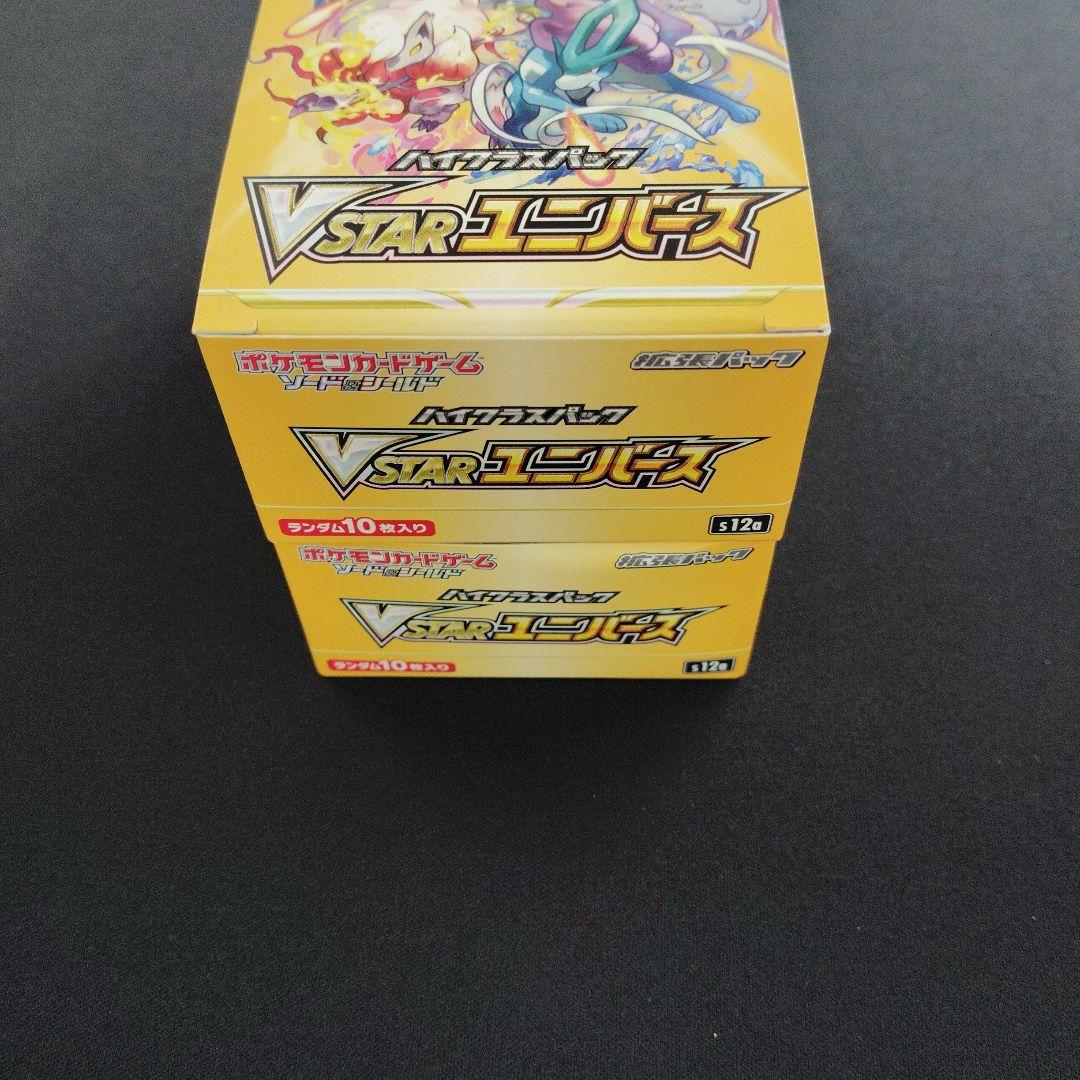 ハイクラスパック
VSTARユニバース
ポケモンカードゲーム
ソード&シールド
拡張パック
ハイクラスパック
VSTARユニバース
ランダム10枚入り
s12a
ポケモンカードゲーム
ソード&シールド
拡張パック
ハイクラスパック
VSTARユニバース
ランダム10枚入り
s12a